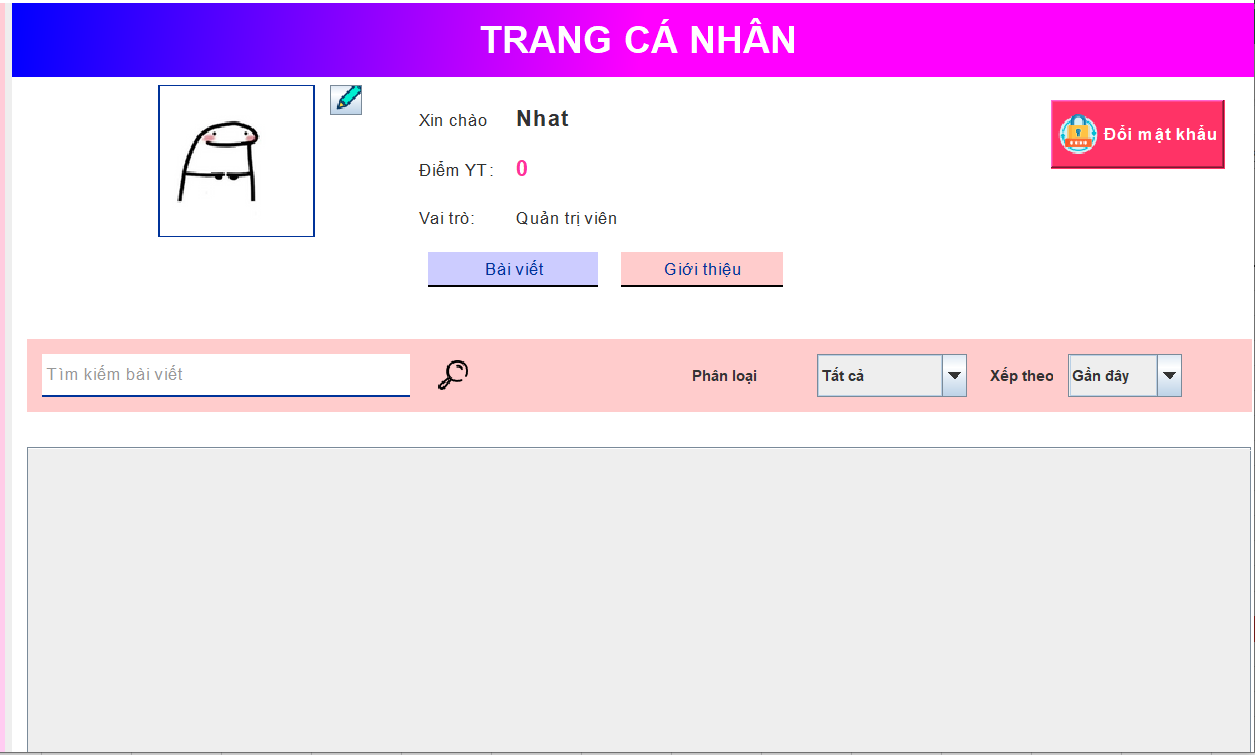 TRANG CÁ NHÂN
Xin chào Nhat
Đổi mật khẩu
Điểm YT: 0
Vai trò: Quản trị viên
Bài viết Giới thiệu
Tìm kiếm bài viết Phân loại Tất cả Xếp theo Gần đây